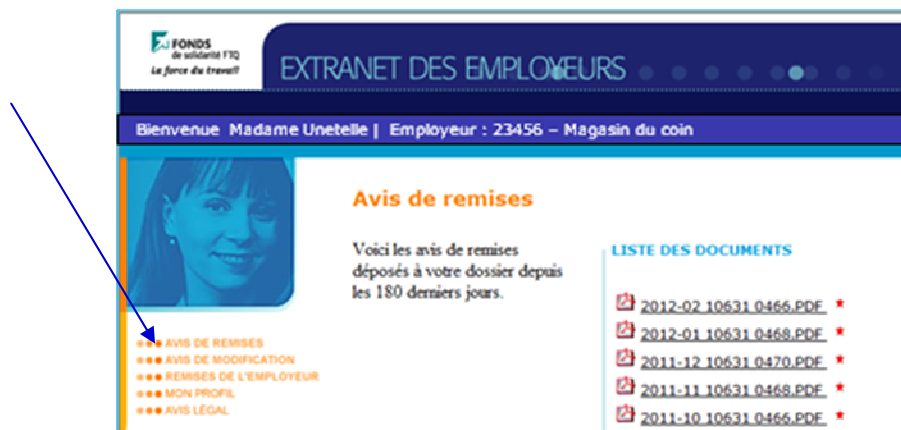 FONDS
de solidarité FTQ
La force du travail
EXTRANET DES EMPLOYEURS
Bienvenue Madame Unetelle | Employeur : 23456 – Magasin du coin
Avis de remises
Voici les avis de remises
déposés à votre dossier depuis
les 180 derniers jours.
AVIS DE REMISES
AVIS DE MODIFICATION
REMISES DE L'EMPLOYEUR
MON PROFIL
AVIS LÉGAL
LISTE DES DOCUMENTS
2012-02 10631 0466.PDF *
2012-01 10631 0468.PDF *
2011-12 10631 0470.PDF *
2011-11 10631 0468.PDF *
2011-10 10631 0466.PDF *